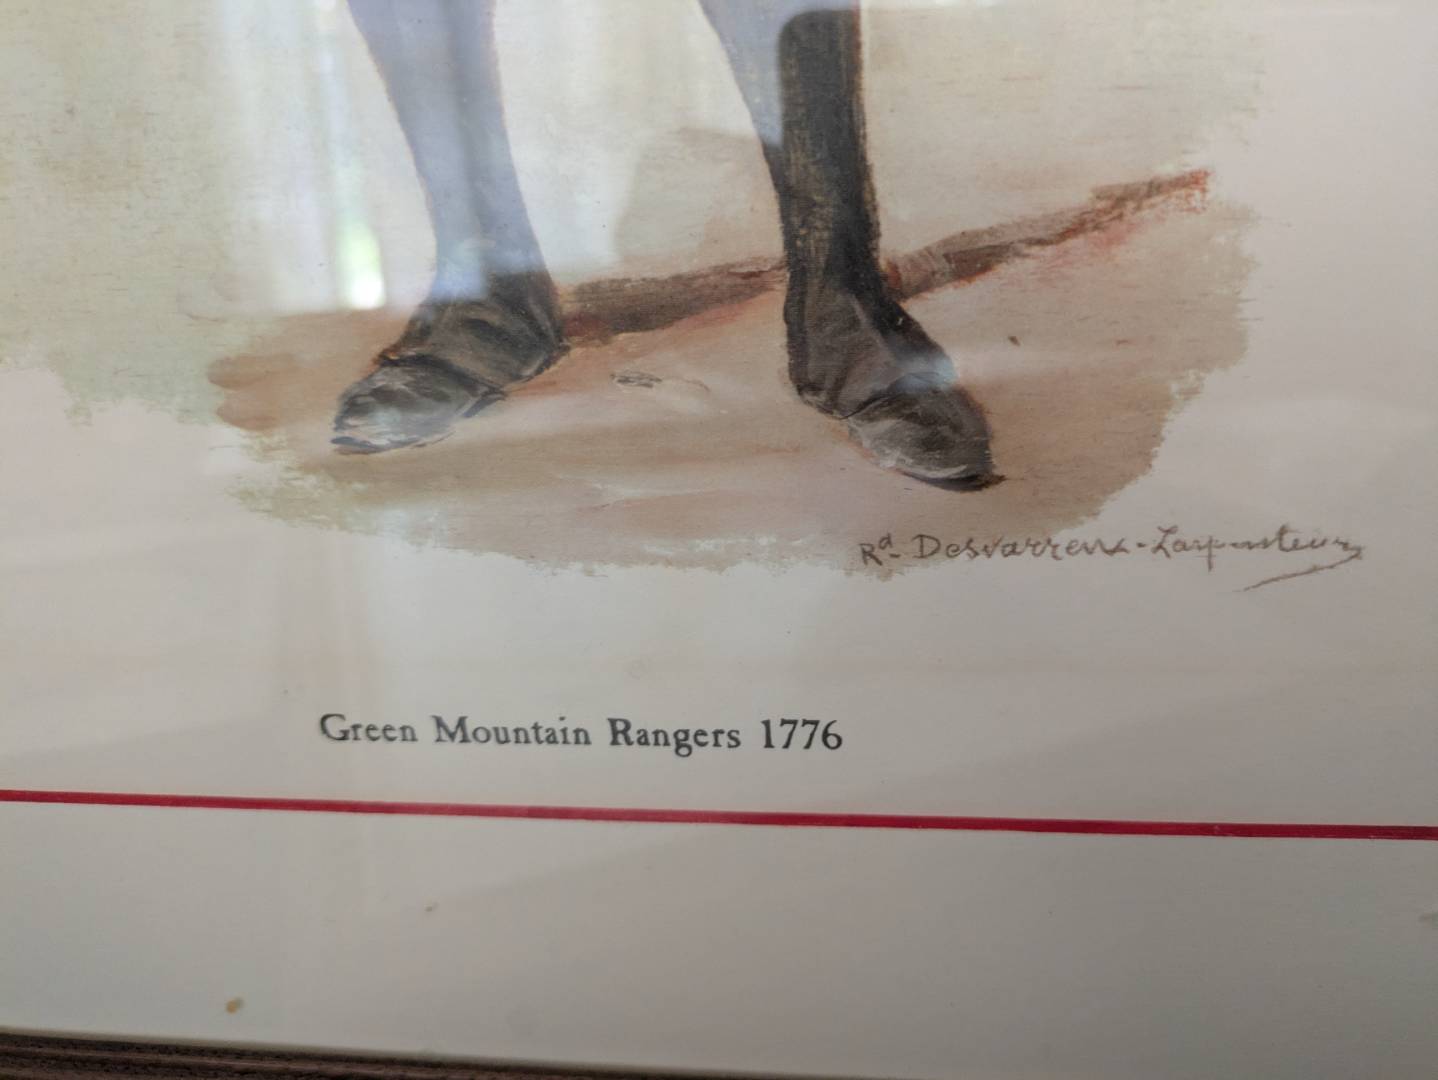 Rd. Desvarreux-Larpenteur
Green Mountain Rangers 1776